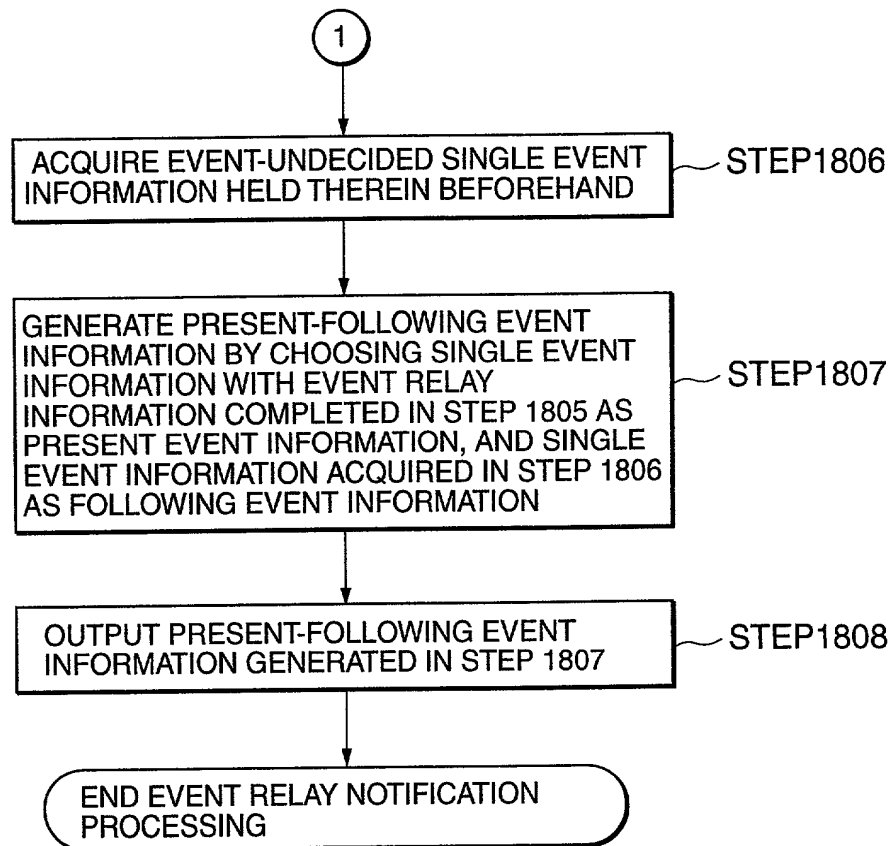 1
ACQUIRE EVENT-UNDECIDED SINGLE EVENT
INFORMATION HELD THEREIN BEFOREHAND
STEP1806
GENERATE PRESENT-FOLLOWING EVENT
INFORMATION BY CHOOSING SINGLE EVENT
INFORMATION WITH EVENT RELAY
INFORMATION COMPLETED IN STEP 1805 AS
PRESENT EVENT INFORMATION, AND SINGLE
EVENT INFORMATION ACQUIRED IN STEP 1806
AS FOLLOWING EVENT INFORMATION
STEP1807
OUTPUT PRESENT-FOLLOWING EVENT
INFORMATION GENERATED IN STEP 1807
STEP1808
END EVENT RELAY NOTIFICATION
PROCESSING